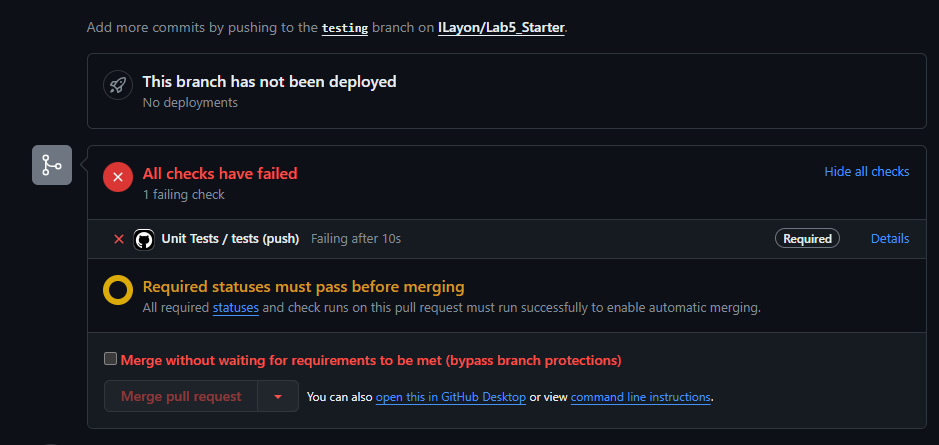 Add more commits by pushing to the testing branch on ILayon/Lab5_Starter.
This branch has not been deployed
No deployments
All checks have failed
Hide all checks
1 failing check
Unit Tests / tests (push) Failing after 10s Required Details
Required statuses must pass before merging
All required statuses and check runs on this pull request must run successfully to enable automatic merging.
Merge without waiting for requirements to be met (bypass branch protections)
Merge pull request You can also open this in GitHub Desktop or view command line instructions.